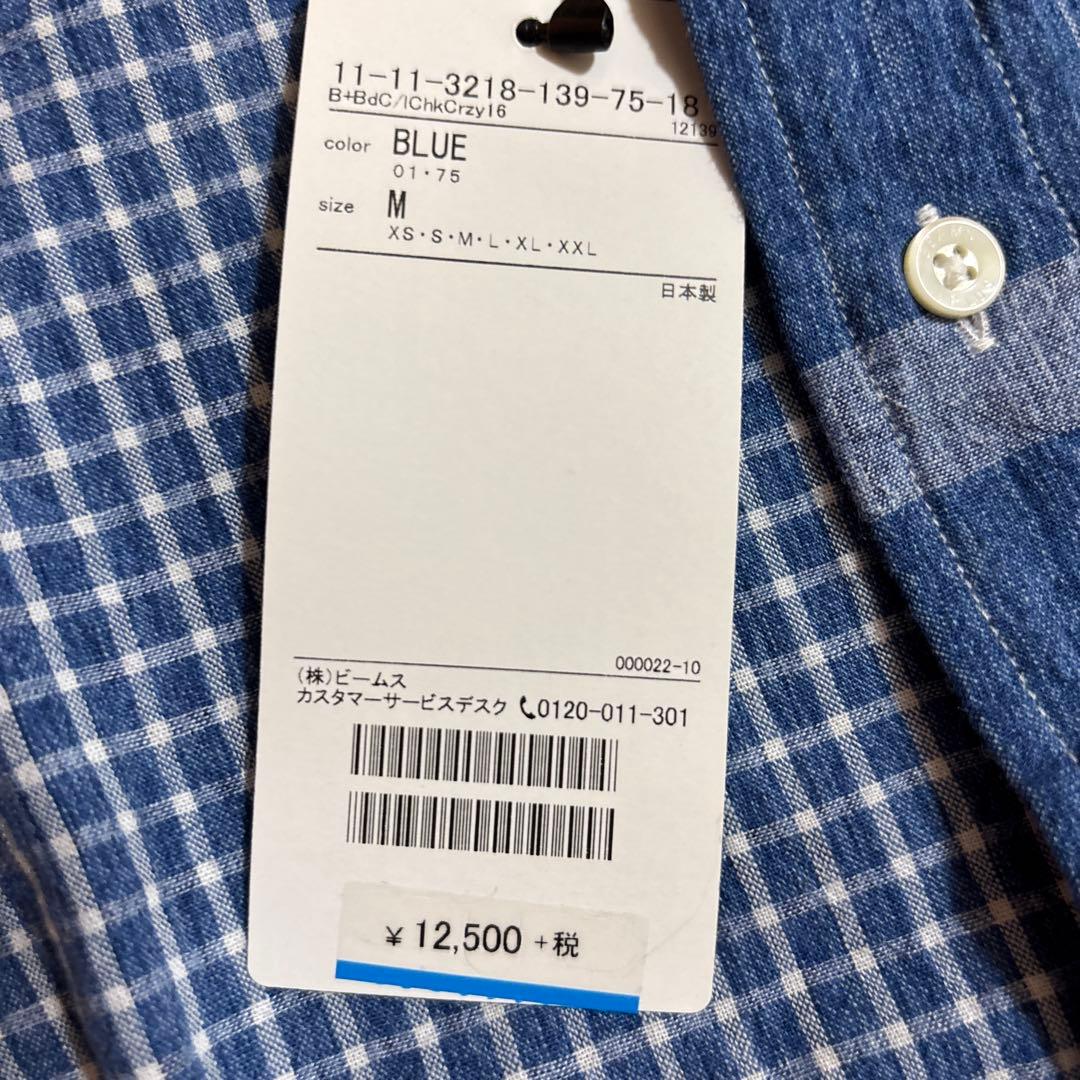 11-11-3218-139-75-18
B+BdC/IChkCrzy16
12139
color BLUE
01・75
size M
XS・S・M・L・XL・XXL
日本製
000022-10
(株)ビームス
カスタマーサービスデスク 0120-011-301
¥ 12,500 +税